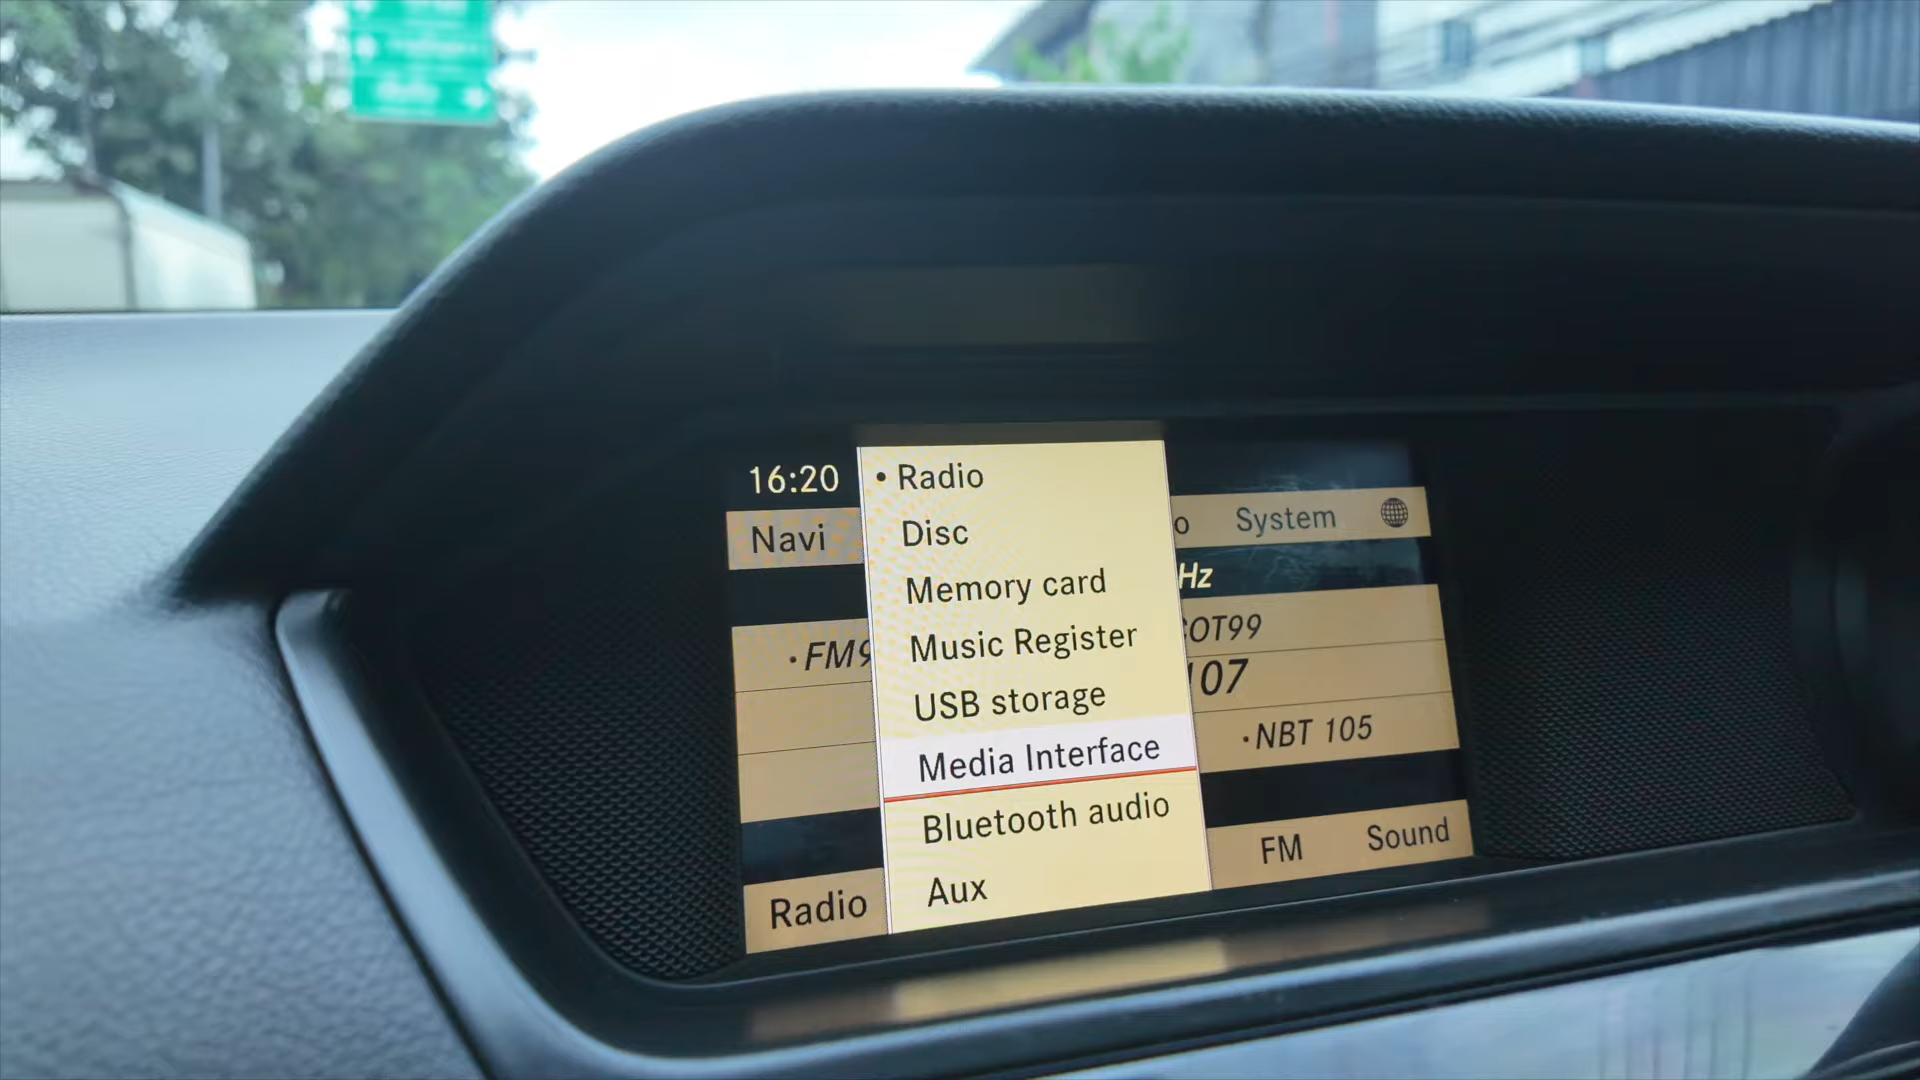 16:20
Navi
• Radio
Disc
Memory card
Music Register
USB storage
Media Interface
Bluetooth audio
Aux
o System
Hz
•FM9
OT99
107
•NBT 105
Radio
FM Sound